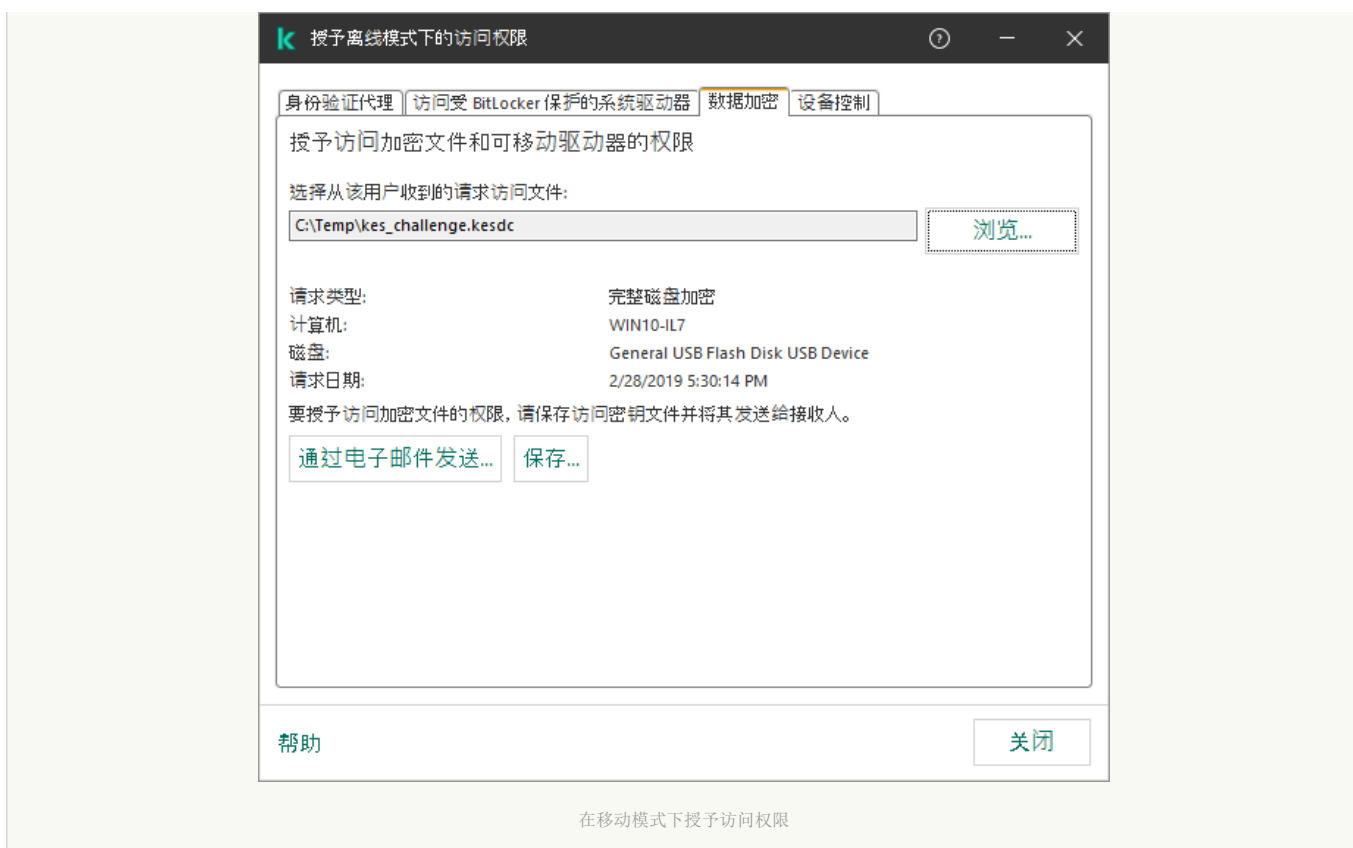 授予离线模式下的访问权限
身份验证代理 访问受 BitLocker 保护的系统驱动器 数据加密 设备控制
授予访问加密文件和可移动驱动器的权限
选择从该用户收到的请求访问文件:
C:\Temp\kes_challenge.kesdc 浏览...
请求类型: 完整磁盘加密
计算机: WIN10-IL7
磁盘: General USB Flash Disk USB Device
请求日期: 2/28/2019 5:30:14 PM
要授予访问加密文件的权限, 请保存访问密钥文件并将其发送给接收人。
通过电子邮件发送... 保存...
帮助 关闭
在移动模式下授予访问权限